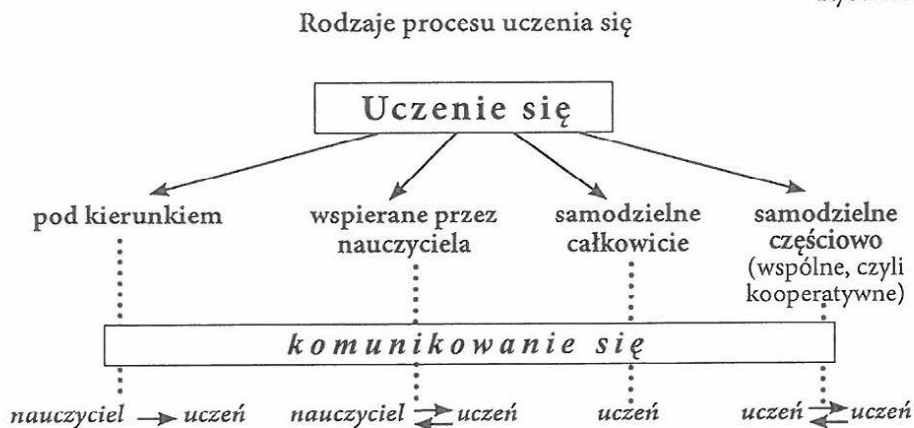 Rodzaje procesu uczenia się
Uczenie się
pod kierunkiem
wspierane przez
nauczyciela
samodzielne
całkowicie
samodzielne
częściowo
(wspólne, czyli
kooperatywne)
komunikowanie się
nauczyciel → uczeń
nauczyciel ⇄ uczeń
uczeń
uczeń ⇄ uczeń